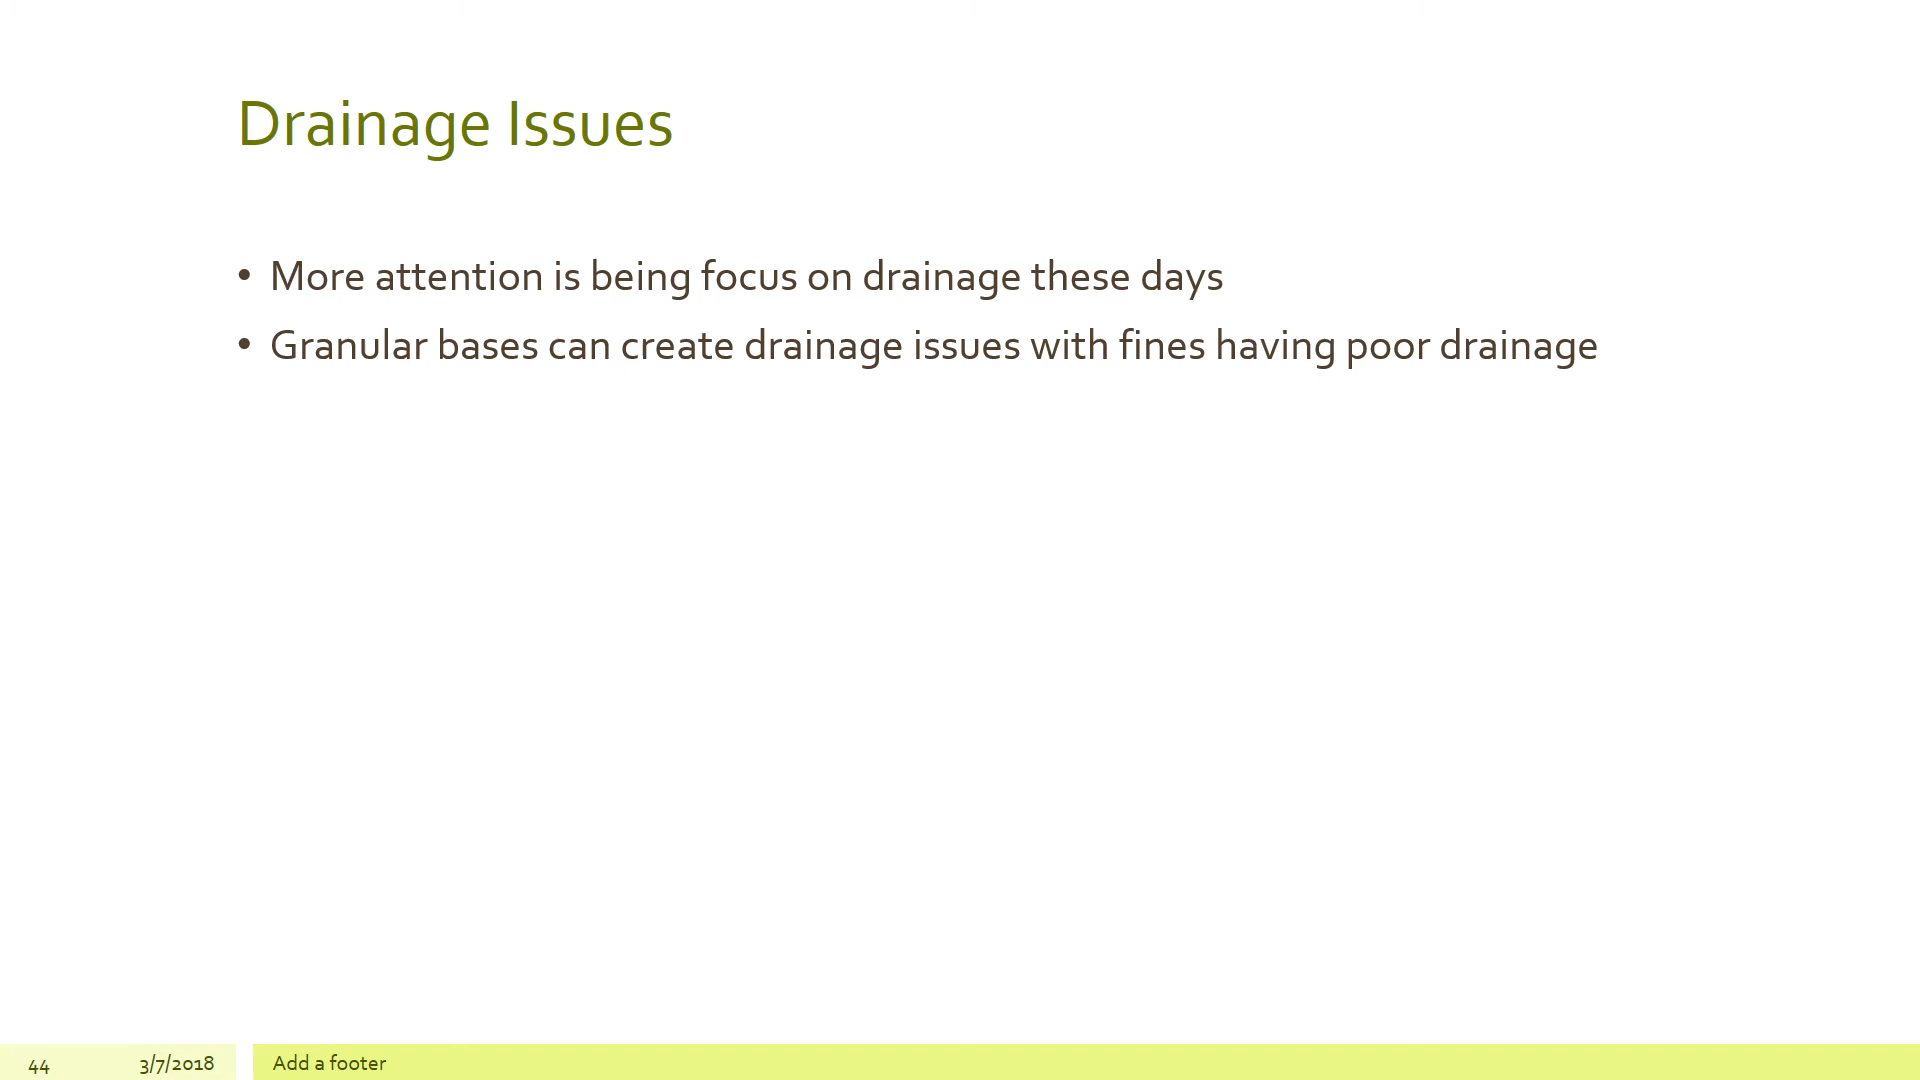 Drainage Issues
• More attention is being focus on drainage these days
• Granular bases can create drainage issues with fines having poor drainage
44 3/7/2018 Add a footer